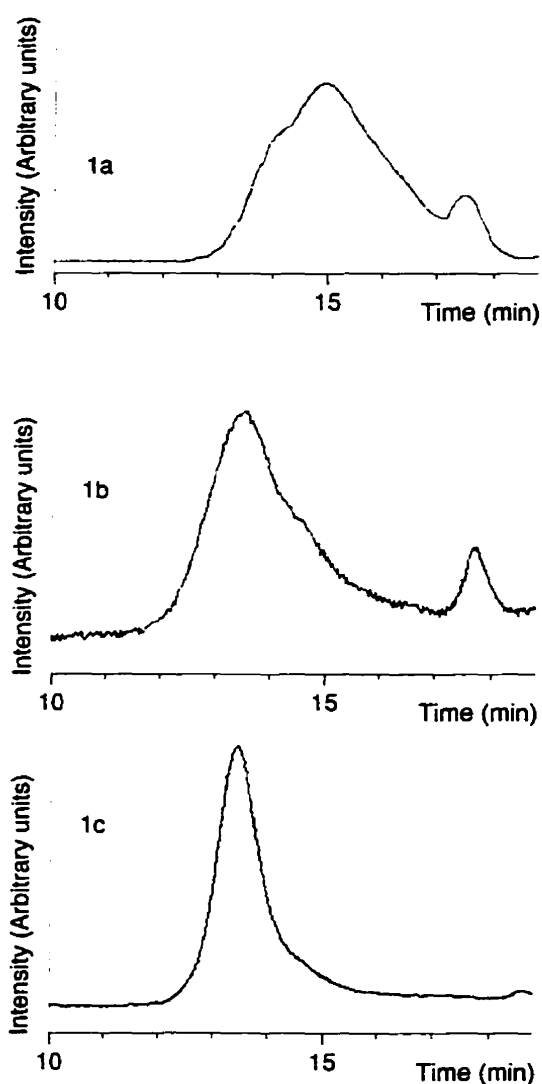 Intensity (Arbitrary units)
1a
10
15
Time (min)
Intensity (Arbitrary units)
1b
10
15
Time (min)
Intensity (Arbitrary units)
1c
10
15
Time (min)